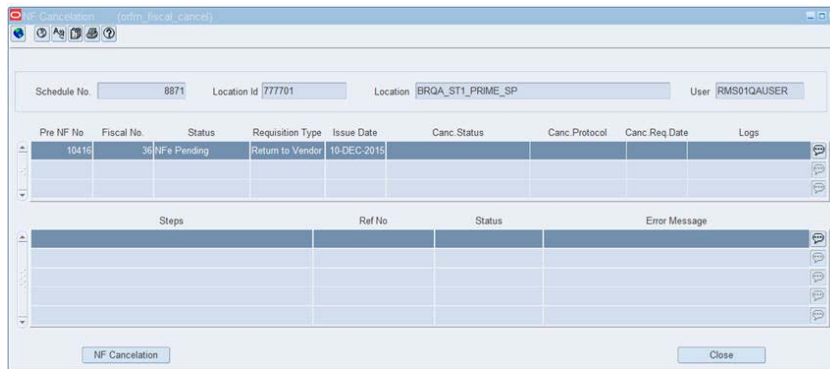 NF Cancelation (orfm_fiscal_cancel)
Schedule No. 8871 Location Id 777701 Location BRQA_ST1_PRIME_SP User RMS01QAUSER
Pre NF No Fiscal No. Status Requisition Type Issue Date Canc.Status Canc.Protocol Canc.Req.Date Logs
10416 36 NFe Pending Return to Vendor 10-DEC-2015
Steps Ref No Status Error Message
NF Cancelation Close